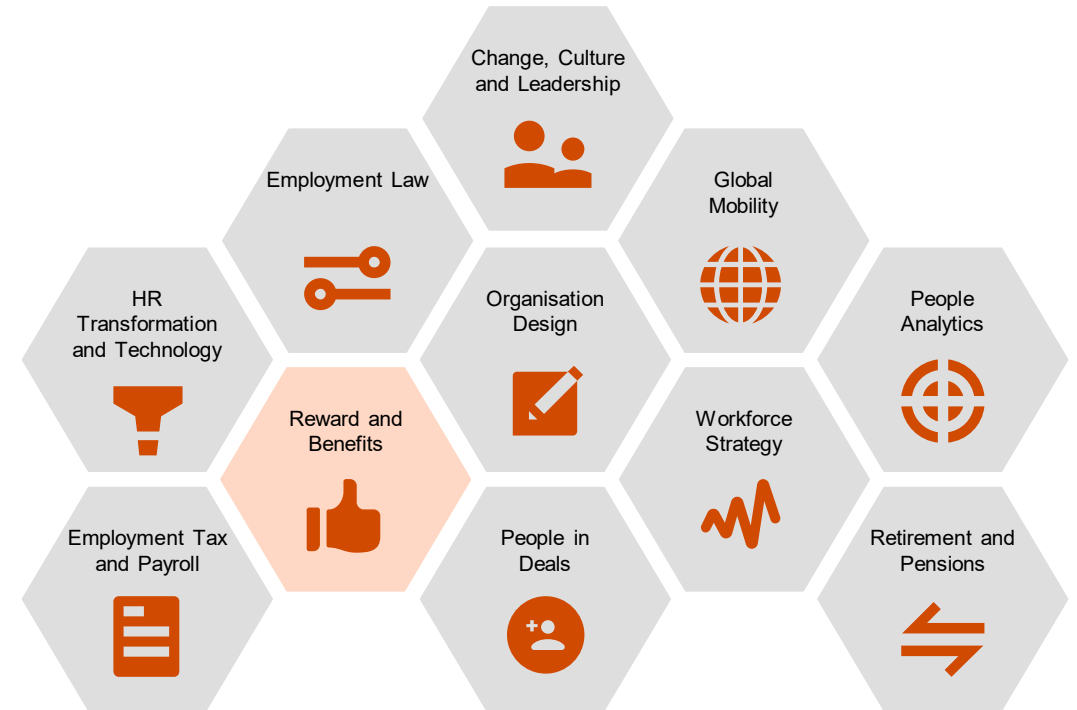 Change, Culture
and Leadership
Employment Law
Global
Mobility
HR
Transformation
and Technology
Organisation
Design
People
Analytics
Reward and
Benefits
Workforce
Strategy
Employment Tax
and Payroll
People in
Deals
Retirement and
Pensions